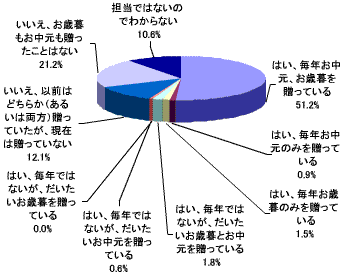 担当ではないの
でわからない
10.6%
いいえ、お歳暮
もお中元も贈っ
たことはない
21.2%
はい、毎年お中
元、お歳暮を
贈っている
51.2%
いいえ、以前は
どちらか(ある
いは両方)贈っ
ていたが、現在
は贈っていない
12.1%
はい、毎年お中
元のみを贈って
いる
0.9%
はい、毎年では
ないが、だいた
いお歳暮を贈っ
ている
0.0%
はい、毎年お歳
暮のみを贈って
いる
1.5%
はい、毎年では
ないが、だいた
いお中元を贈っ
ている
0.6%
はい、毎年では
ないが、だいた
いお歳暮とお中
元を贈っている
1.8%